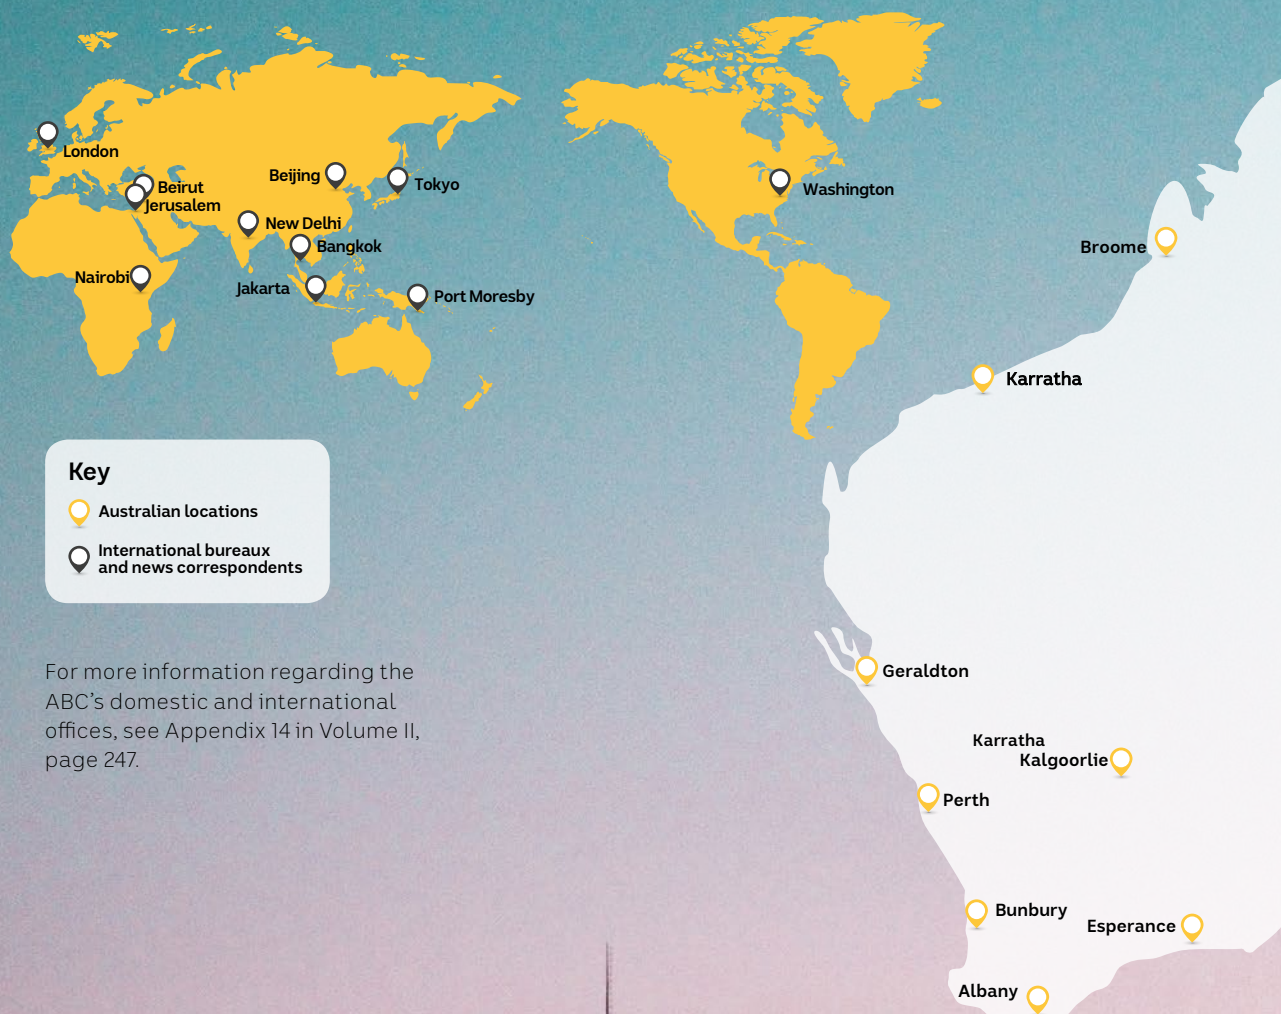 London
Beirut
Jerusalem
Beijing
Tokyo
New Delhi
Bangkok
Nairobi
Jakarta
Port Moresby
Washington
Broome
Karratha
Key
Australian locations
International bureaux
and news correspondents
For more information regarding the
ABC’s domestic and international
offices, see Appendix 14 in Volume II,
page 247.
Geraldton
Karratha
Kalgoorlie
Perth
Bunbury
Esperance
Albany